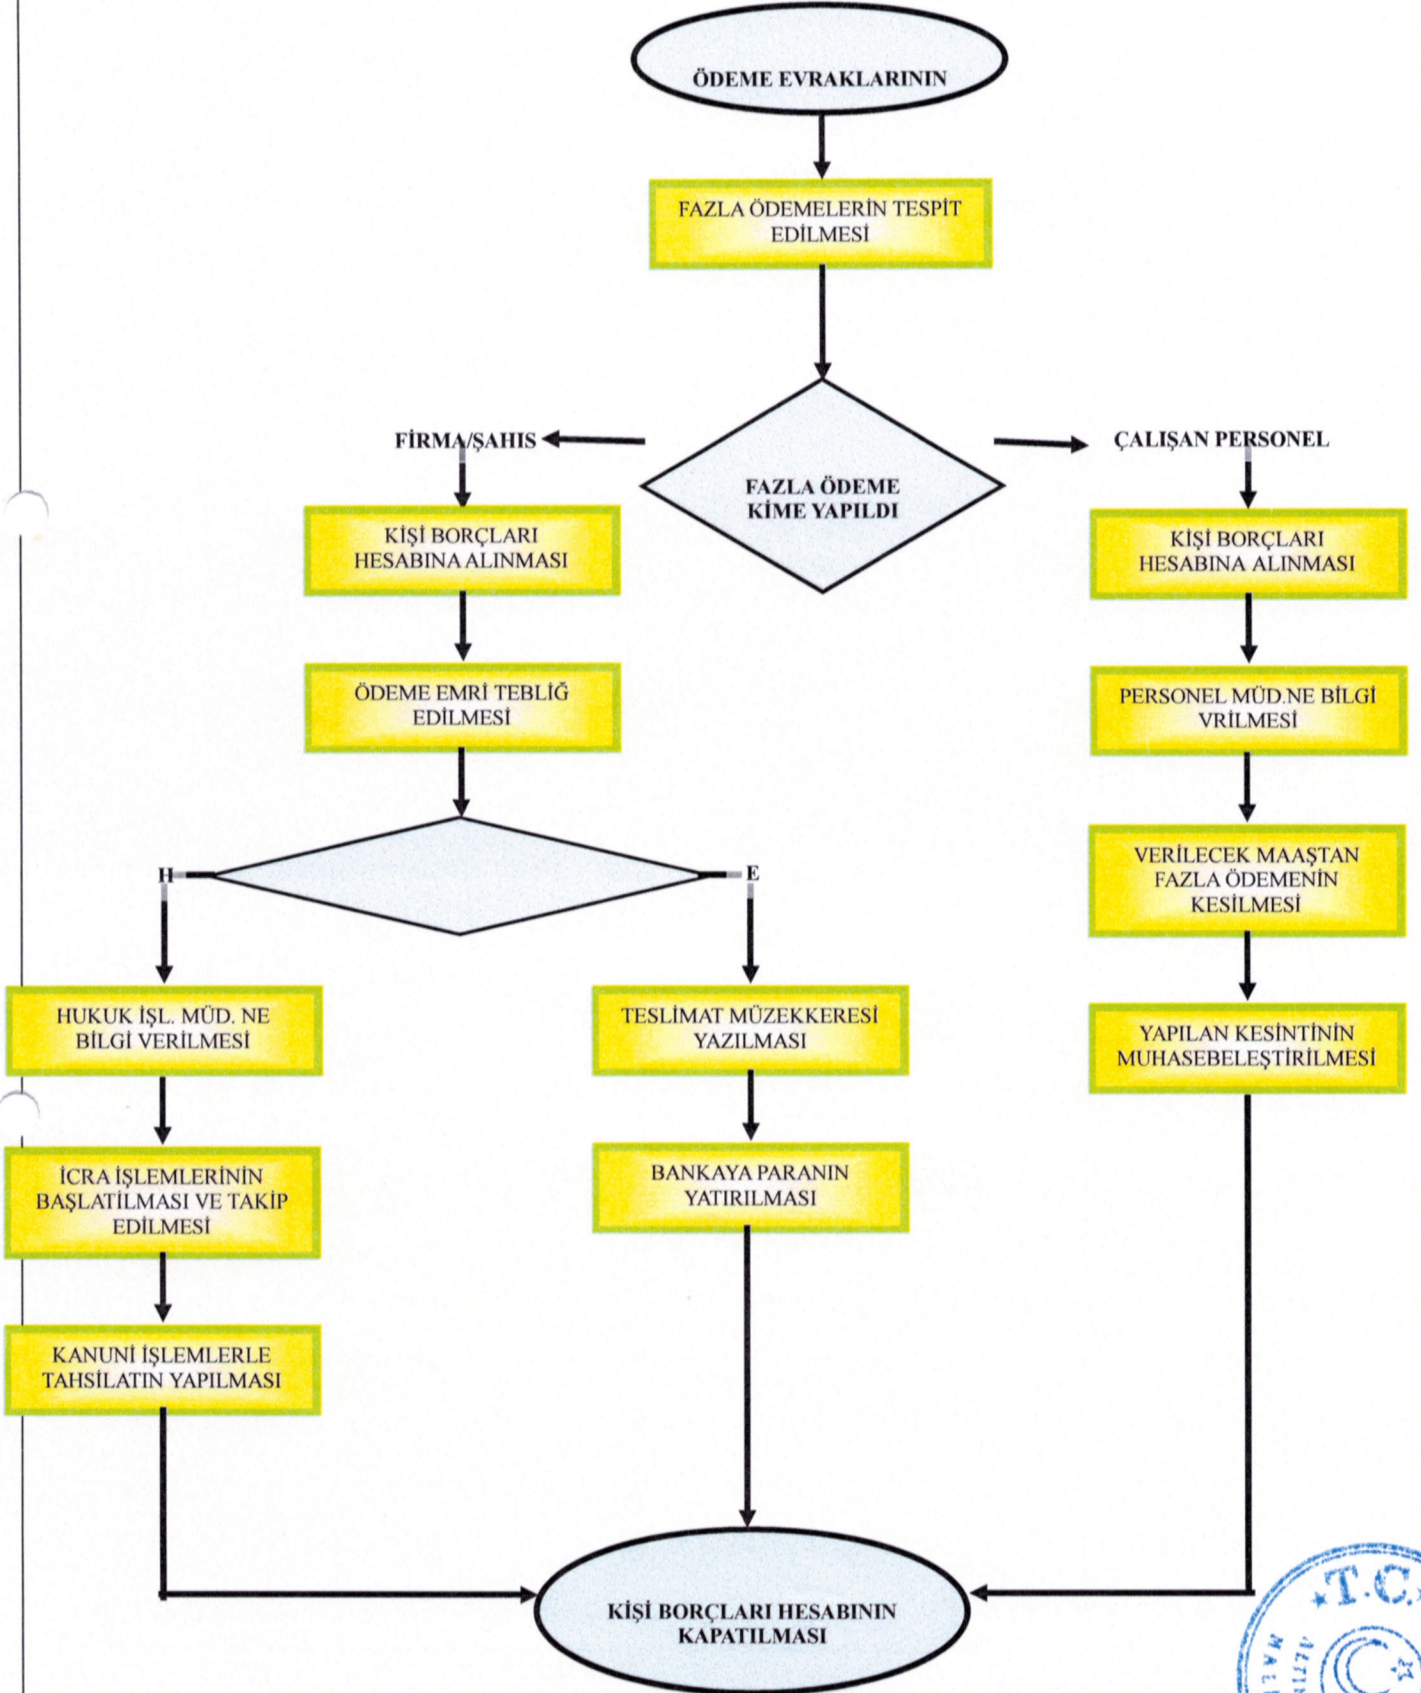 ÖDEME EVRAKLARININ
FAZLA ÖDEMELERİN TESPİT
EDİLMESİ
FAZLA ÖDEME
KİME YAPILDI
FİRMA/ŞAHIS
ÇALIŞAN PERSONEL
KİŞİ BORÇLARI
HESABINA ALINMASI
KİŞİ BORÇLARI
HESABINA ALINMASI
ÖDEME EMRİ TEBLİĞ
EDİLMESİ
PERSONEL MÜD.NE BİLGİ
VRİLMESİ
H
E
VERİLECEK MAAŞTAN
FAZLA ÖDEMENİN
KESİLMESİ
HUKUK İŞL. MÜD. NE
BİLGİ VERİLMESİ
TESLİMAT MÜZEKKERESİ
YAZILMASI
YAPILAN KESİNTİNİN
MUHASEBELEŞTİRİLMESİ
İCRA İŞLEMLERİNİN
BAŞLATİLMASI VE TAKİP
EDİLMESİ
BANKAYA PARANIN
YATIRILMASI
KANUNİ İŞLEMLERLE
TAHSİLATIN YAPILMASI
KİŞİ BORÇLARI HESABININ
KAPATILMASI
T.C.